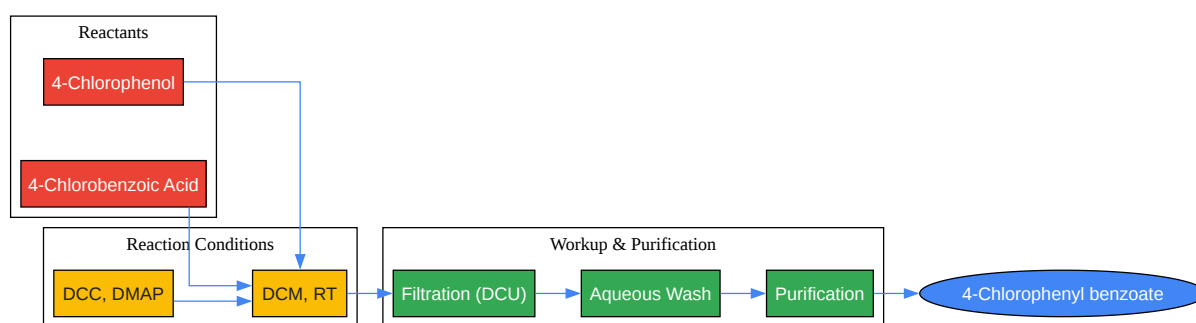 Reactants
4-Chlorophenol
4-Chlorobenzoic Acid
Reaction Conditions
DCC, DMAP
DCM, RT
Workup & Purification
Filtration (DCU)
Aqueous Wash
Purification
4-Chlorophenyl benzoate